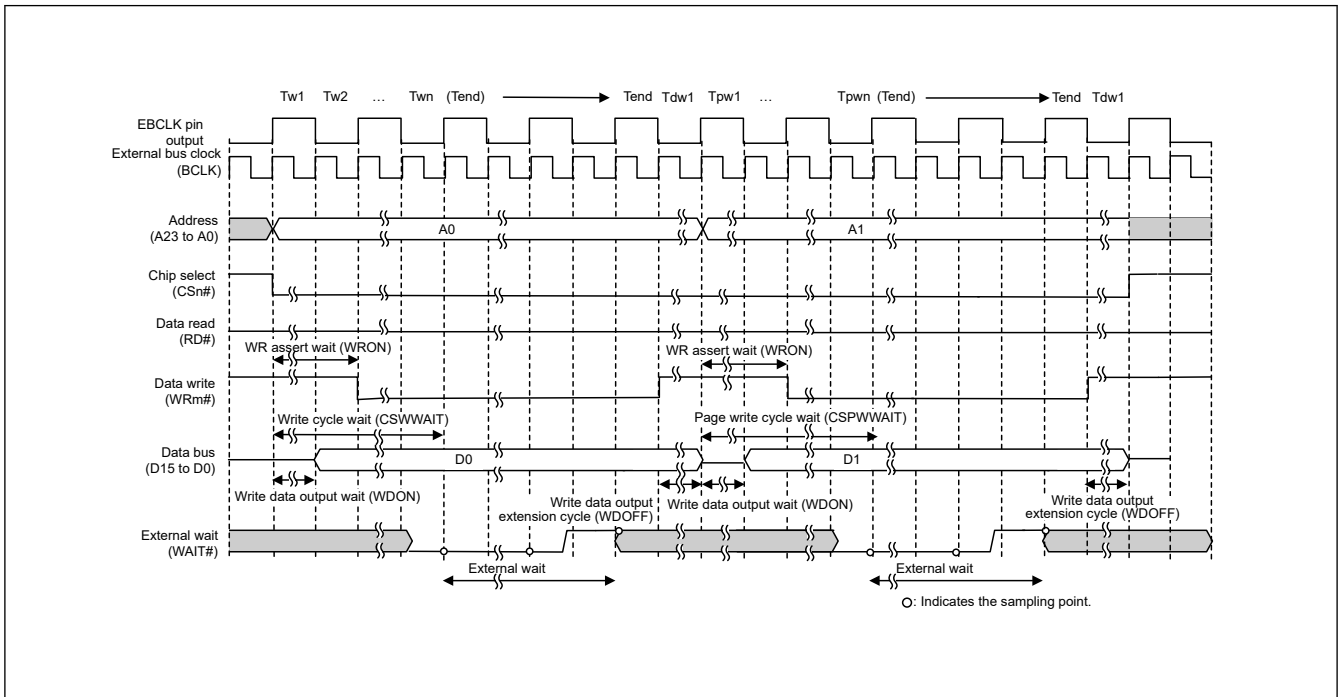 Tw1 Tw2 … Twn (Tend) Tend Tdw1 Tpw1 … Tpwn (Tend) Tend Tdw1
EBCLK pin
output
External bus clock
(BCLK)
Address
(A23 to A0)
A0 A1
Chip select
(CSn#)
Data read
(RD#)
WR assert wait (WRON) WR assert wait (WRON)
Data write
(WRm#)
Write cycle wait (CSWWAIT) Page write cycle wait (CSPWWAIT)
Data bus
(D15 to D0)
D0 D1
Write data output wait (WDON)
Write data output
extension cycle (WDOFF)
Write data output wait (WDON)
Write data output
extension cycle (WDOFF)
External wait
(WAIT#)
External wait External wait
: Indicates the sampling point.